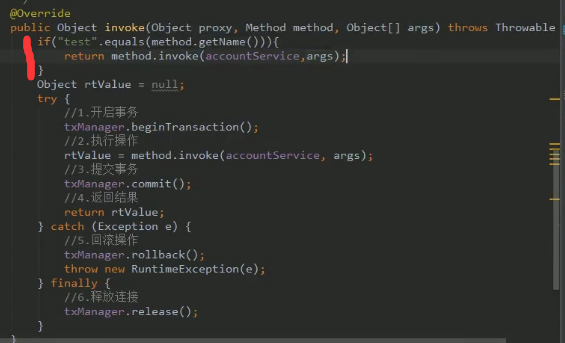 @Override
public Object invoke(Object proxy, Method method, Object[] args) throws Throwable
if("test".equals(method.getName())){
return method.invoke(accountService,args);
}
Object rtValue = null;
try {
//1.开启事务
txManager.beginTransaction();
//2.执行操作
rtValue = method.invoke(accountService, args);
//3.提交事务
txManager.commit();
//4.返回结果
return rtValue;
} catch (Exception e) {
//5.回滚操作
txManager.rollback();
throw new RuntimeException(e);
} finally {
//6.释放连接
txManager.release();
}
}